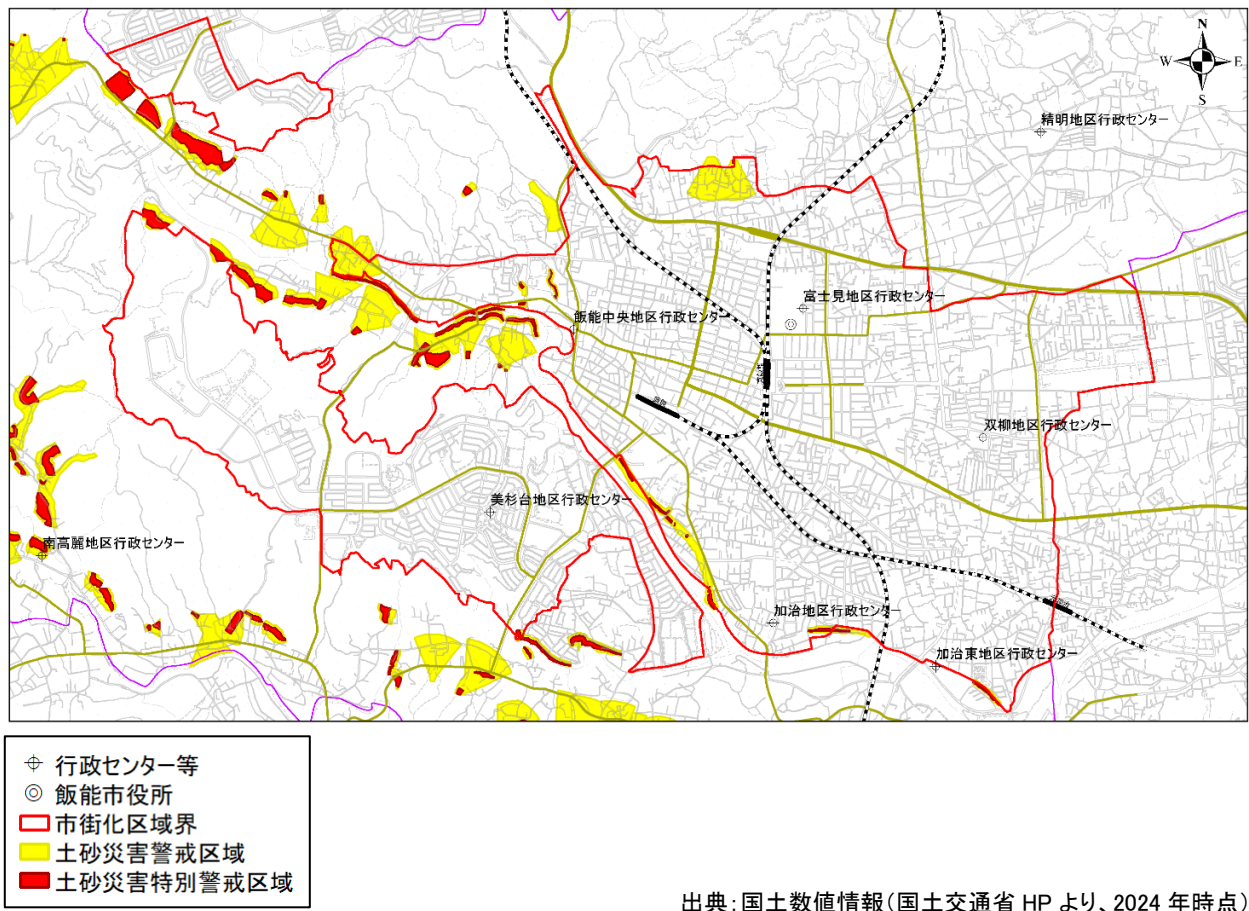 N
W
E
S
精明地区行政センター
富士見地区行政センター
飯能中央地区行政センター
双柳地区行政センター
美杉台地区行政センター
南高麗地区行政センター
加治地区行政センター
加治東地区行政センター
行政センター等
飯能市役所
市街化区域界
土砂災害警戒区域
土砂災害特別警戒区域
出典:国土数値情報(国土交通省 HP より、2024 年時点)